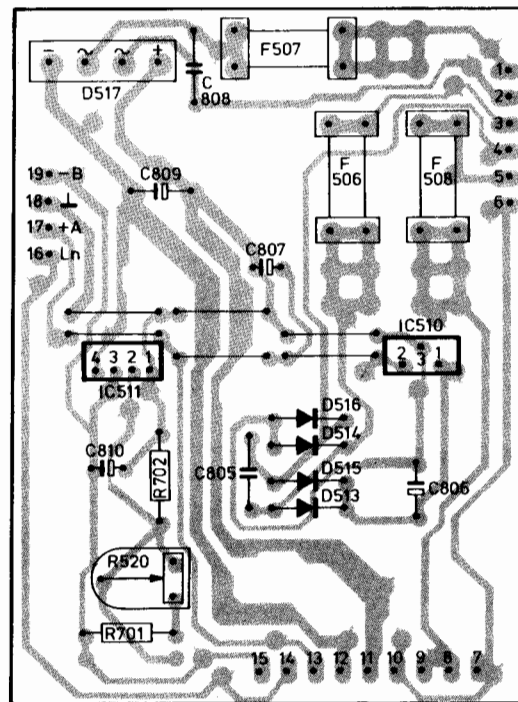 F507
- ~ ~ +
D517
C
808
1
2
3
4
5
6
F
506
F
508
19 -B
18 ⊥
17 +A
16 Ln
C809
C807
IC510
2 3 1
4 3 2 1
IC511
D516
D514
D515
D513
C805
C806
C810
R702
R520
R701
15 14 13 12 11 10 9 8 7